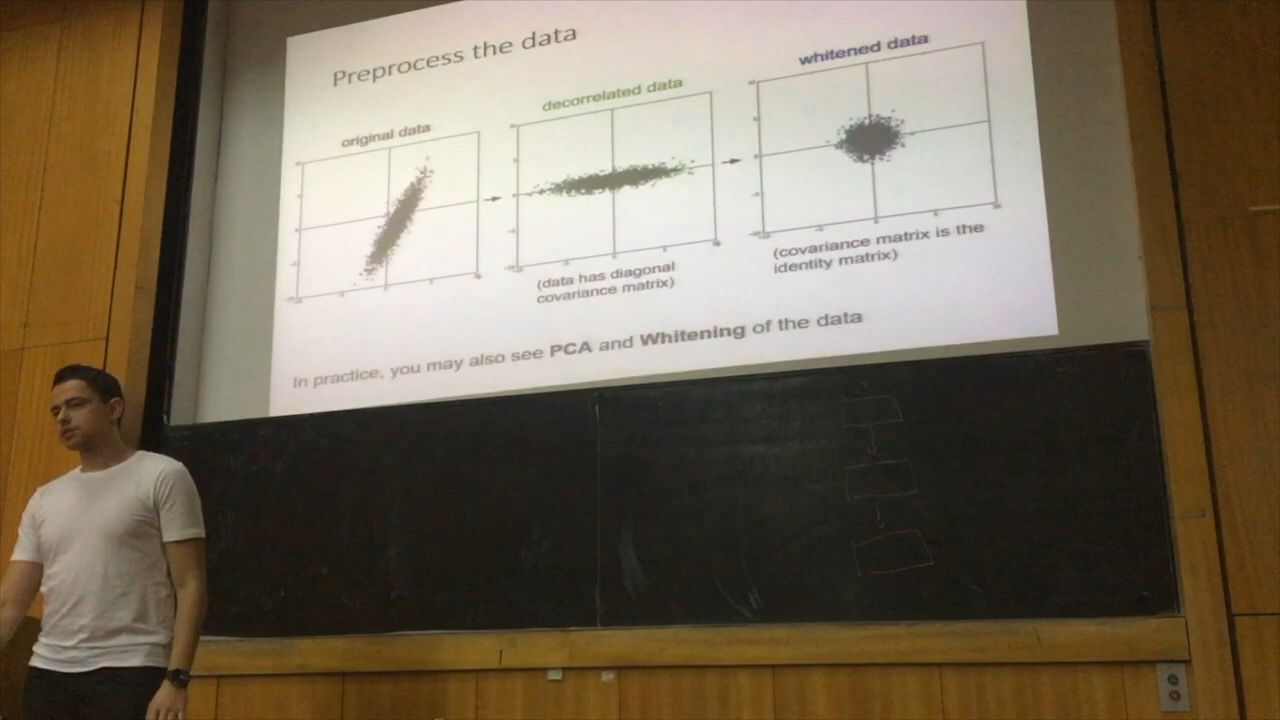 Preprocess the data
original data
decorrelated data
whitened data
(data has diagonal
covariance matrix)
(covariance matrix is the
identity matrix)
In practice, you may also see PCA and Whitening of the data